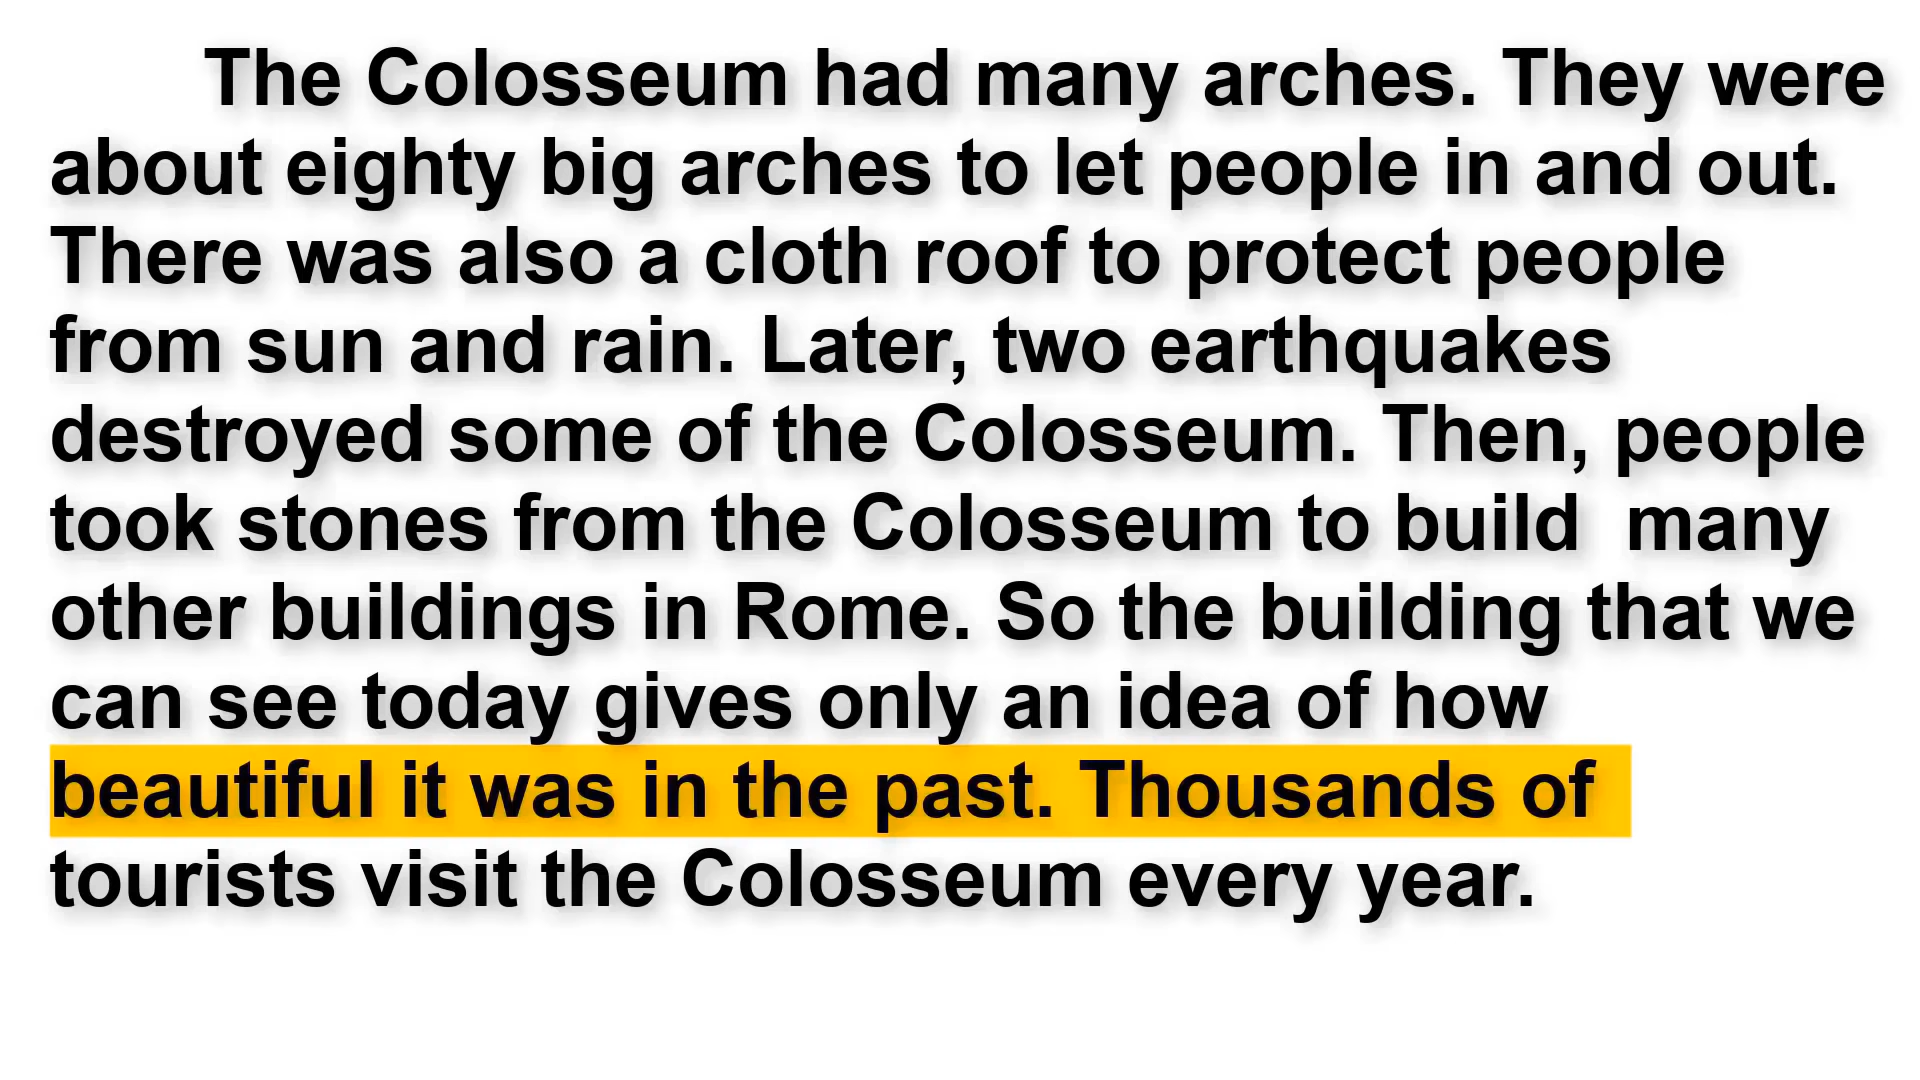 The Colosseum had many arches. They were
about eighty big arches to let people in and out.
There was also a cloth roof to protect people
from sun and rain. Later, two earthquakes
destroyed some of the Colosseum. Then, people
took stones from the Colosseum to build  many
other buildings in Rome. So the building that we
can see today gives only an idea of how
beautiful it was in the past. Thousands of
tourists visit the Colosseum every year.